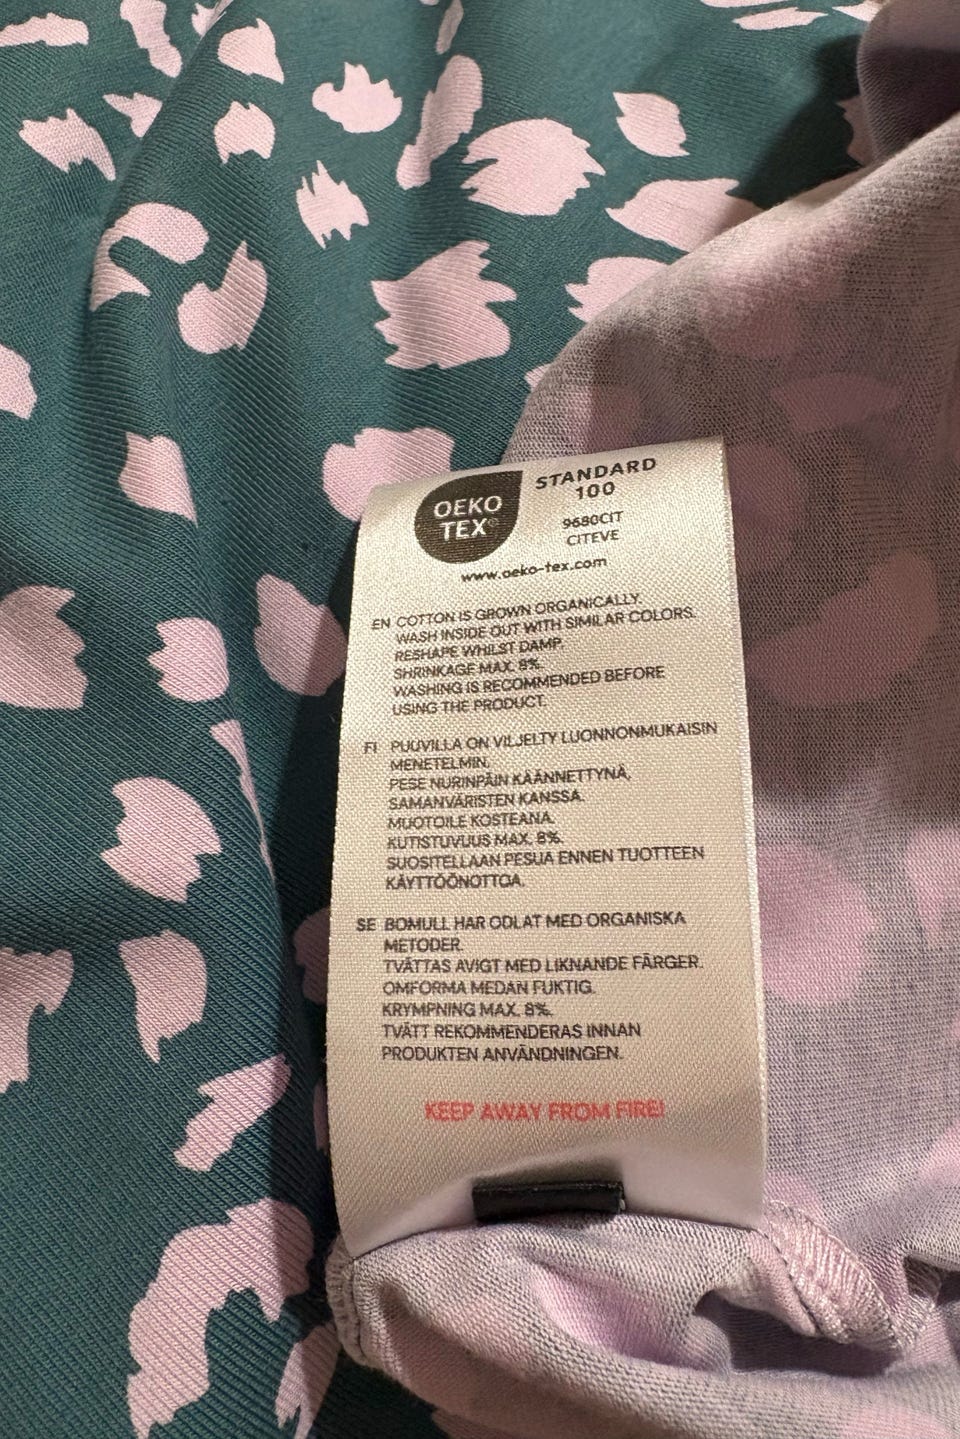 OEKO
TEX®
STANDARD
100
9680CIT
CITEVE
www.oeko-tex.com
EN COTTON IS GROWN ORGANICALLY.
WASH INSIDE OUT WITH SIMILAR COLORS.
RESHAPE WHILST DAMP.
SHRINKAGE MAX. 8%.
WASHING IS RECOMMENDED BEFORE
USING THE PRODUCT.
FI PUUVILLA ON VILJELTY LUONNONMUKAISIN
MENETELMIN.
PESE NURINPÄIN KÄÄNNETTYNÄ,
SAMANVÄRISTEN KANSSA.
MUOTOILE KOSTEANA.
KUTISTUVUUS MAX. 8%.
SUOSITELLAAN PESUA ENNEN TUOTTEEN
KÄYTTÖÖNOTTOA.
SE BOMULL HAR ODLAT MED ORGANISKA
METODER.
TVÄTTAS AVIGT MED LIKNANDE FÄRGER.
OMFORMA MEDAN FUKTIG.
KRYMPNING MAX. 8%.
TVÄTT REKOMMENDERAS INNAN
PRODUKTEN ANVÄNDNINGEN.
KEEP AWAY FROM FIRE!